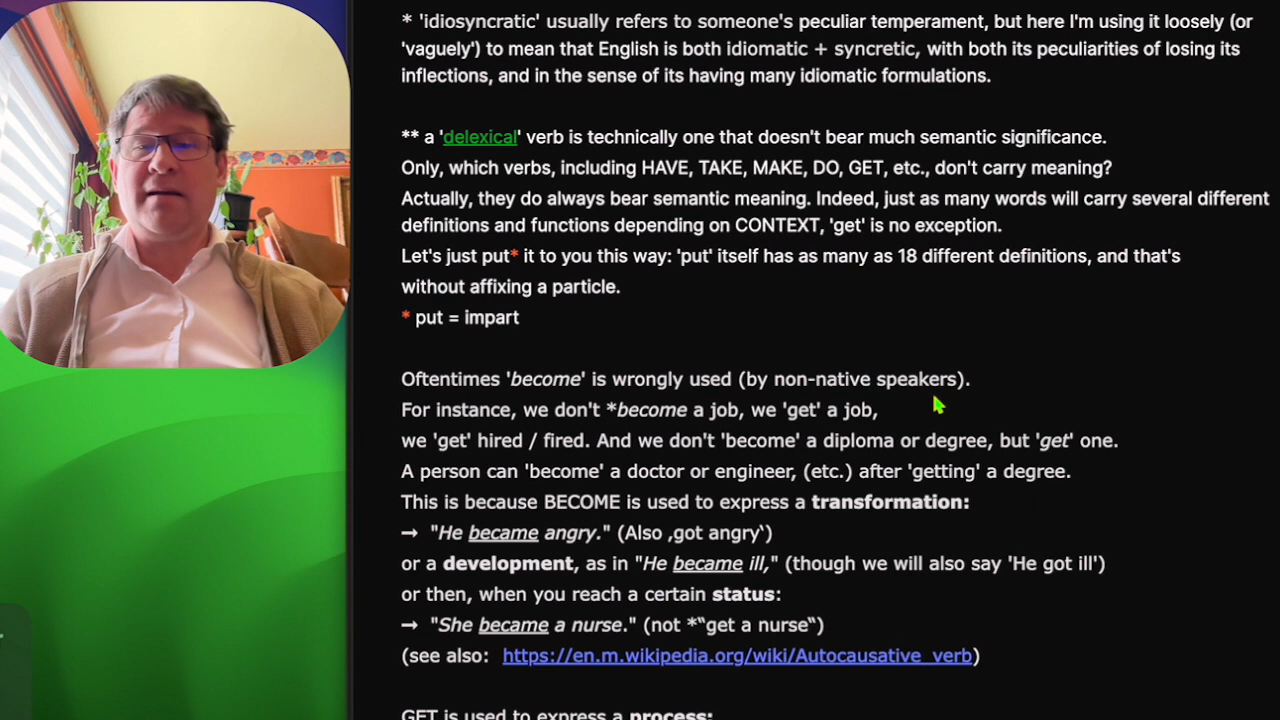 * 'idiosyncratic' usually refers to someone's peculiar temperament, but here I'm using it loosely (or
'vaguely') to mean that English is both idiomatic + syncretic, with both its peculiarities of losing its
inflections, and in the sense of its having many idiomatic formulations.
** a 'delexical' verb is technically one that doesn't bear much semantic significance.
Only, which verbs, including HAVE, TAKE, MAKE, DO, GET, etc., don't carry meaning?
Actually, they do always bear semantic meaning. Indeed, just as many words will carry several different
definitions and functions depending on CONTEXT, 'get' is no exception.
Let's just put* it to you this way: 'put' itself has as many as 18 different definitions, and that's
without affixing a particle.
* put = impart
Oftentimes 'become' is wrongly used (by non-native speakers).
For instance, we don't *become a job, we 'get' a job,
we 'get' hired / fired. And we don't 'become' a diploma or degree, but 'get' one.
A person can 'become' a doctor or engineer, (etc.) after 'getting' a degree.
This is because BECOME is used to express a transformation:
→ "He became angry." (Also ‚got angry‛)
or a development, as in "He became ill," (though we will also say 'He got ill')
or then, when you reach a certain status:
→ "She became a nurse." (not *‟get a nurse‟)
(see also: https://en.m.wikipedia.org/wiki/Autocausative_verb)
GET is used to express a process: